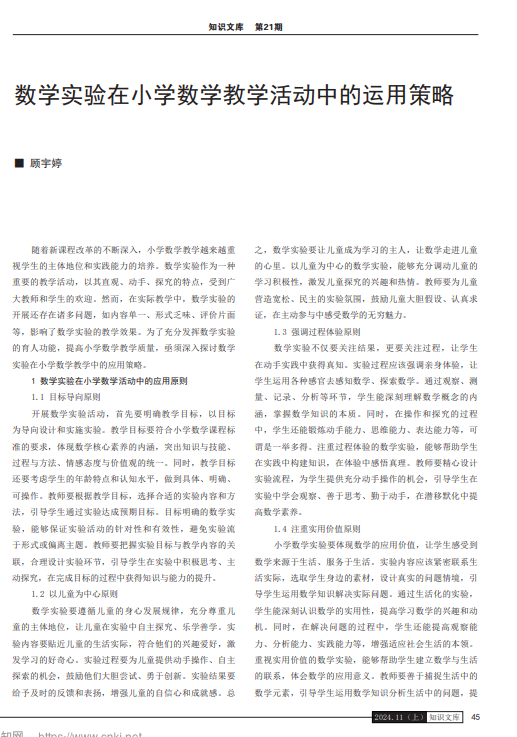 知识文库 第21期
数学实验在小学数学教学活动中的运用策略
■ 顾宇婷
随着新课程改革的不断深入，小学数学教学越来越重
视学生的主体地位和实践能力的培养。数学实验作为一种
重要的教学活动，以其直观、动手、探究的特点，受到广
大教师和学生的欢迎。然而，在实际教学中，数学实验的
开展还存在诸多问题，如内容单一、形式乏味、评价片面
等，影响了数学实验的教学效果。为了充分发挥数学实验
的育人功能，提高小学数学教学质量，亟须深入探讨数学
实验在小学数学教学中的应用策略。
1 数学实验在小学数学活动中的应用原则
1.1 目标导向原则
开展数学实验活动，首先要明确教学目标，以目标
为导向设计和实施实验。教学目标要符合小学数学课程标
准的要求，体现数学核心素养的内涵，突出知识与技能、
过程与方法、情感态度与价值观的统一。同时，教学目标
还要考虑学生的年龄特点和认知水平，做到具体、明确、
可操作。教师要根据教学目标，选择合适的实验内容和方
法，引导学生通过实验达成预期目标。目标明确的数学实
验，能够保证实验活动的针对性和有效性，避免实验流
于形式或偏离主题。教师要把握实验目标与教学内容的关
联，合理设计实验环节，引导学生在实验中积极思考、主
动探究，在完成目标的过程中获得知识与能力的提升。
1.2 以儿童为中心原则
数学实验要遵循儿童的身心发展规律，充分尊重儿
童的主体地位，让儿童在实验中自主探究、乐学善学。实
验内容要贴近儿童的生活实际，符合他们的兴趣爱好，激
发学习的好奇心。实验过程要为儿童提供动手操作、自主
探索的机会，鼓励他们大胆尝试、勇于创新。实验结果要
给予及时的反馈和表扬，增强儿童的自信心和成就感。总
之，数学实验要让儿童成为学习的主人，让数学走进儿童
的心里。以儿童为中心的数学实验，能够充分调动儿童的
学习积极性，激发儿童探究的兴趣和热情。教师要为儿童
营造宽松、民主的实验氛围，鼓励儿童大胆假设、认真求
证，在主动参与中感受数学的无穷魅力。
1.3 强调过程体验原则
数学实验不仅要关注结果，更要关注过程，让学生
在动手实践中获得真知。实验过程应该强调亲身体验，让
学生运用各种感官去感知数学、探索数学。通过观察、测
量、记录、分析等环节，学生能深刻理解数学概念的内
涵，掌握数学知识的本质。同时，在操作和探究的过程
中，学生还能锻炼动手能力、思维能力、表达能力等，可
谓是一举多得。注重过程体验的数学实验，能够帮助学生
在实践中构建知识，在体验中感悟真理。教师要精心设计
实验流程，为学生提供充分动手操作的机会，引导学生在
实验中学会观察、善于思考、勤于动手，在潜移默化中提
高数学素养。
1.4 注重实用价值原则
小学数学实验要体现数学的应用价值，让学生感受到
数学来源于生活、服务于生活。实验内容应该紧密联系生
活实际，选取学生身边的素材，设计真实的问题情境，引
导学生运用数学知识解决实际问题。通过生活化的实验，
学生能深刻认识数学的实用性，提高学习数学的兴趣和动
机。同时，在解决问题的过程中，学生还能提高观察能
力、分析能力、实践能力等，增强适应社会生活的本领。
重视实用价值的数学实验，能够帮助学生建立数学与生活
的联系，体会数学的应用意义。教师要善于捕捉生活中的
数学元素，引导学生运用数学知识分析生活中的问题，提
2024.11（上） 知识文库 45
知网 https://www.cnki.net